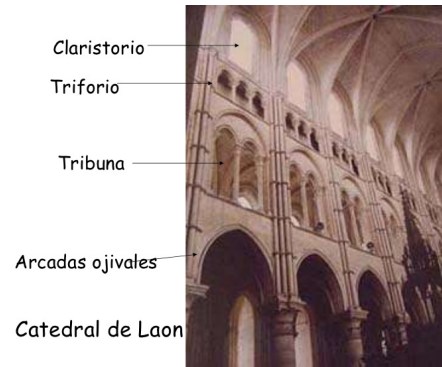 Claristorio
Triforio
Tribuna
Arcadas ojivales
Catedral de Laon